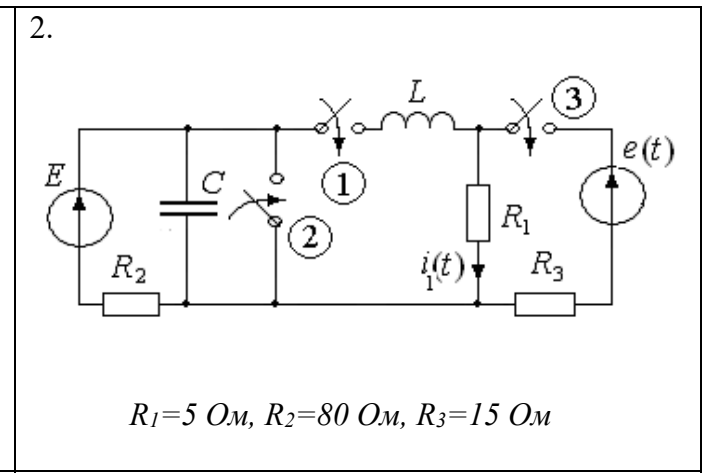 2.
L
③
e(t)
E
C
①
R₁
②
R₂
i₁(t)
R₃
R₁=5 Ом, R₂=80 Ом, R₃=15 Ом